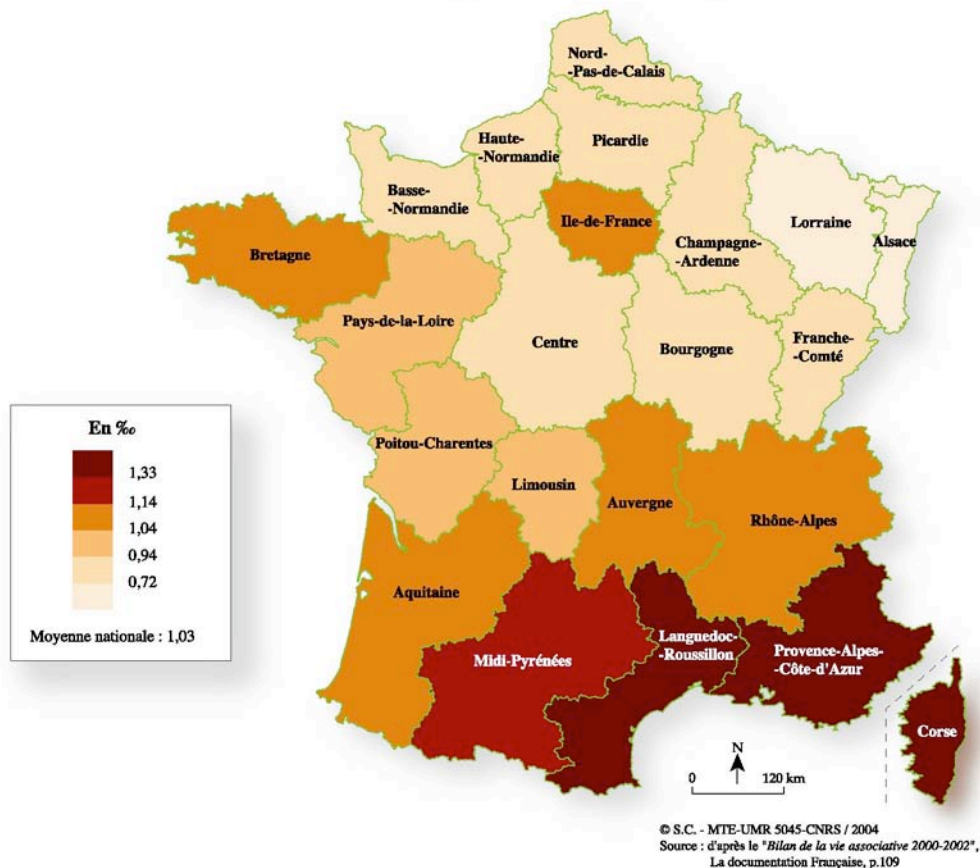 Nord-
-Pas-de-Calais
Haute-
-Normandie
Picardie
Basse-
-Normandie
Ile-de-France
Lorraine
Alsace
Champagne-
-Ardenne
Bretagne
Pays-de-la-Loire
Centre
Bourgogne
Franche-
-Comté
Poitou-Charentes
Limousin
Auvergne
Rhône-Alpes
Aquitaine
Midi-Pyrénées
Languedoc-
-Roussillon
Provence-Alpes-
-Côte-d'Azur
Corse
En ‰
1,33
1,14
1,04
0,94
0,72
Moyenne nationale : 1,03
N
0 120 km
© S.C. - MTE-UMR 5045-CNRS / 2004
Source : d'après le "Bilan de la vie associative 2000-2002",
La documentation Française, p.109